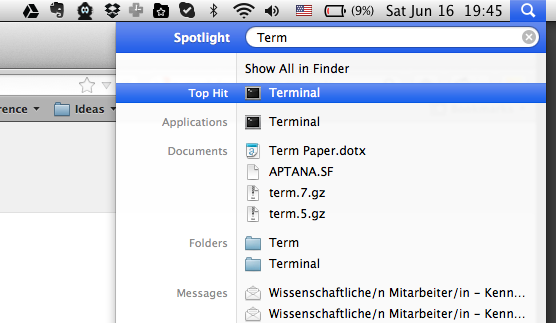 (9%) Sat Jun 16 19:45
Spotlight Term
Show All in Finder
rence Ideas
Top Hit Terminal
Applications Terminal
Documents Term Paper.dotx
APTANA.SF
term.7.gz
term.5.gz
Folders Term
Terminal
Messages Wissenschaftliche/n Mitarbeiter/in – Kenn...
Wissenschaftliche/n Mitarbeiter/in – Kenn...